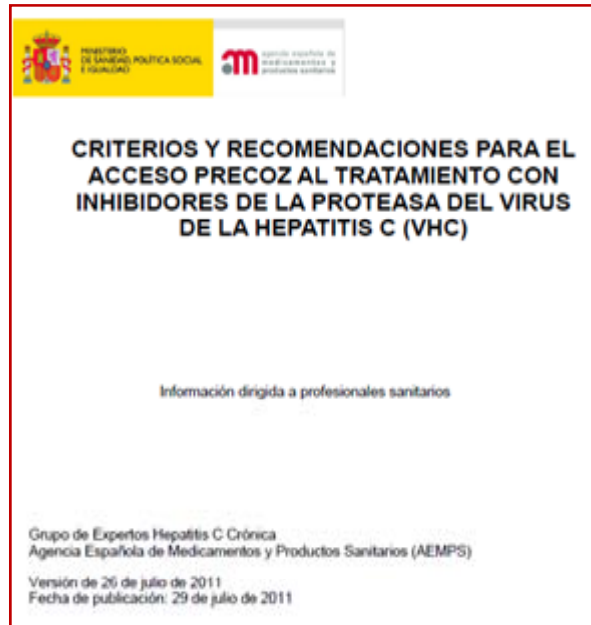 MINISTERIO
DE SANIDAD, POLÍTICA SOCIAL
E IGUALDAD
agencia española de
medicamentos y
productos sanitarios
CRITERIOS Y RECOMENDACIONES PARA EL
ACCESO PRECOZ AL TRATAMIENTO CON
INHIBIDORES DE LA PROTEASA DEL VIRUS
DE LA HEPATITIS C (VHC)
Información dirigida a profesionales sanitarios
Grupo de Expertos Hepatitis C Crónica
Agencia Española de Medicamentos y Productos Sanitarios (AEMPS)
Versión de 26 de julio de 2011
Fecha de publicación: 29 de julio de 2011